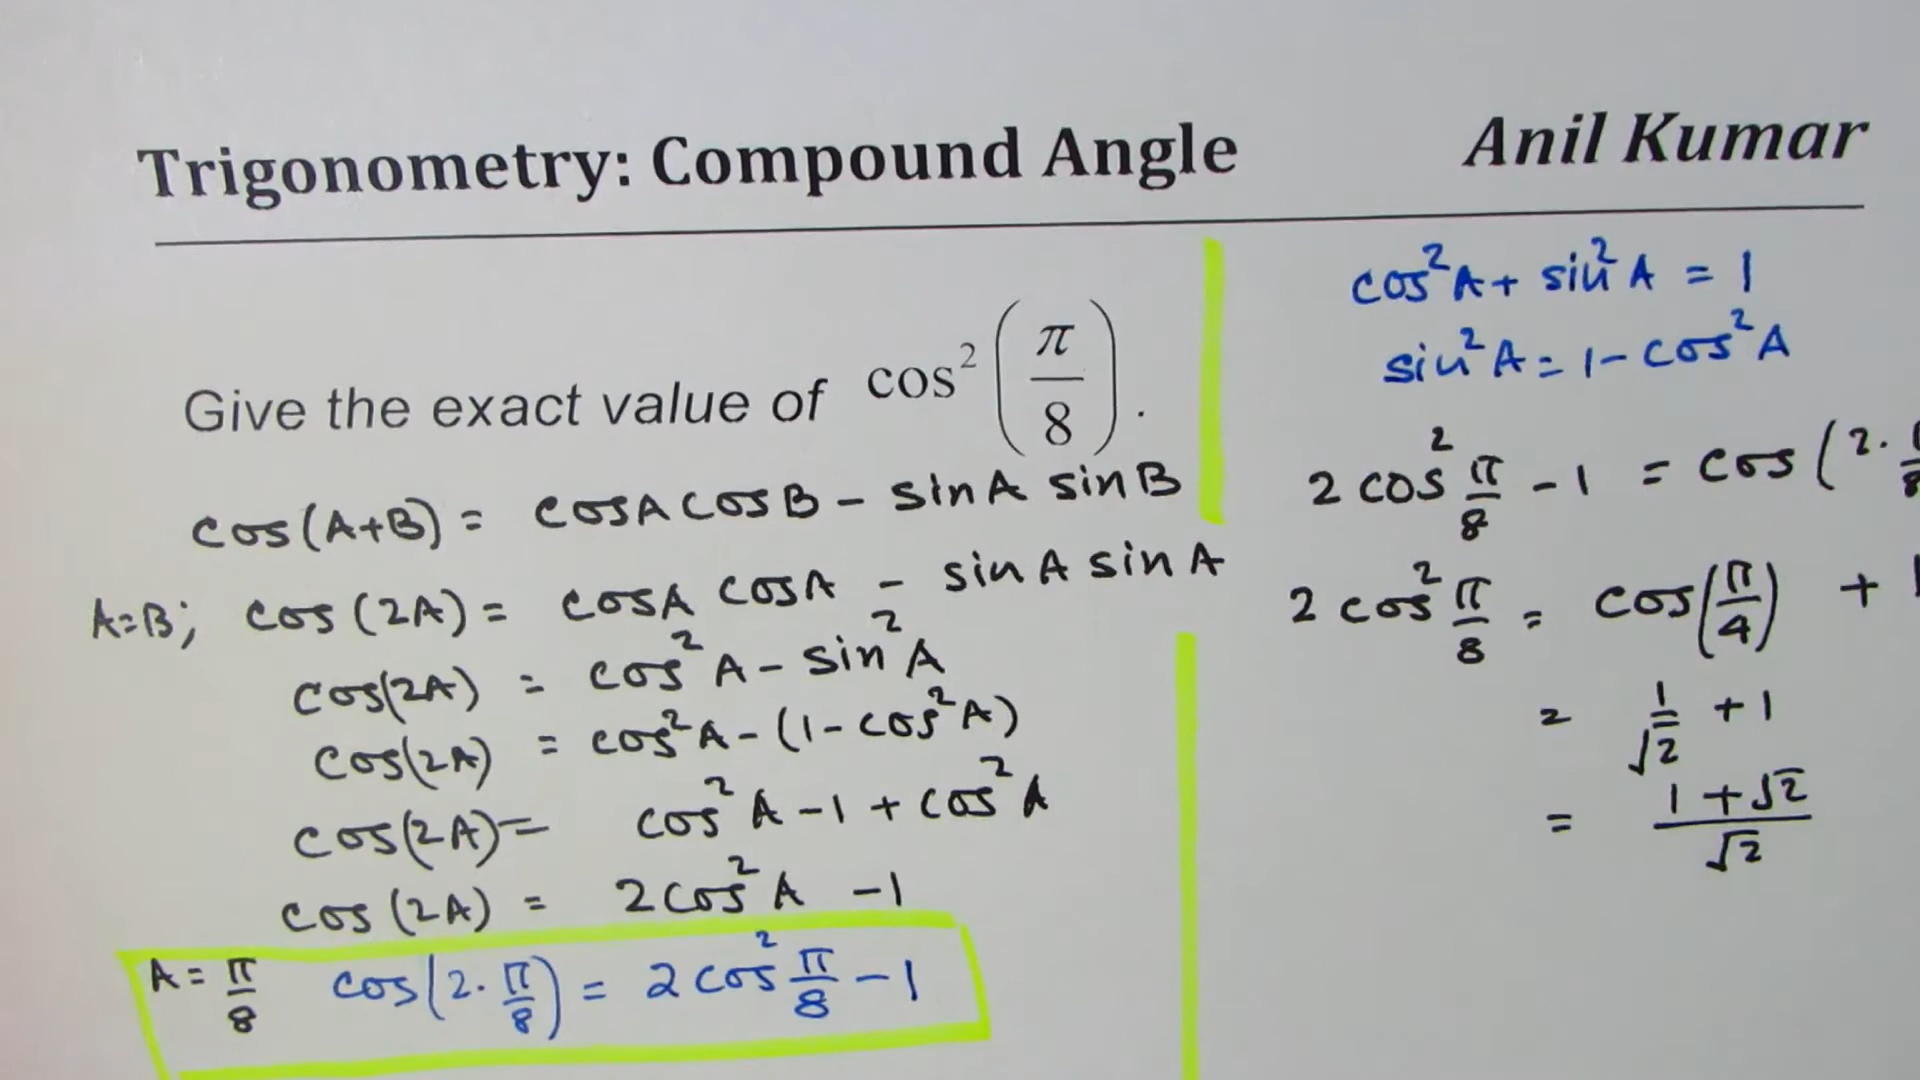 Trigonometry: Compound Angle Anil Kumar
Give the exact value of cos²(π/8).
cos(A+B) = cosA cosB - sinA sinB
A=B; cos(2A) = cosA cosA - sinA sinA
cos(2A) = cos²A - sin²A
cos(2A) = cos²A - (1 - cos²A)
cos(2A) = cos²A - 1 + cos²A
cos(2A) = 2cos²A - 1
A = π/8 cos(2·π/8) = 2cos²π/8 - 1
cos²A + sin²A = 1
sin²A = 1 - cos²A
2cos²π/8 - 1 = cos(2·
2cos²π/8 = cos(π/4) +
= 1/√2 + 1
= (1+√2)/√2